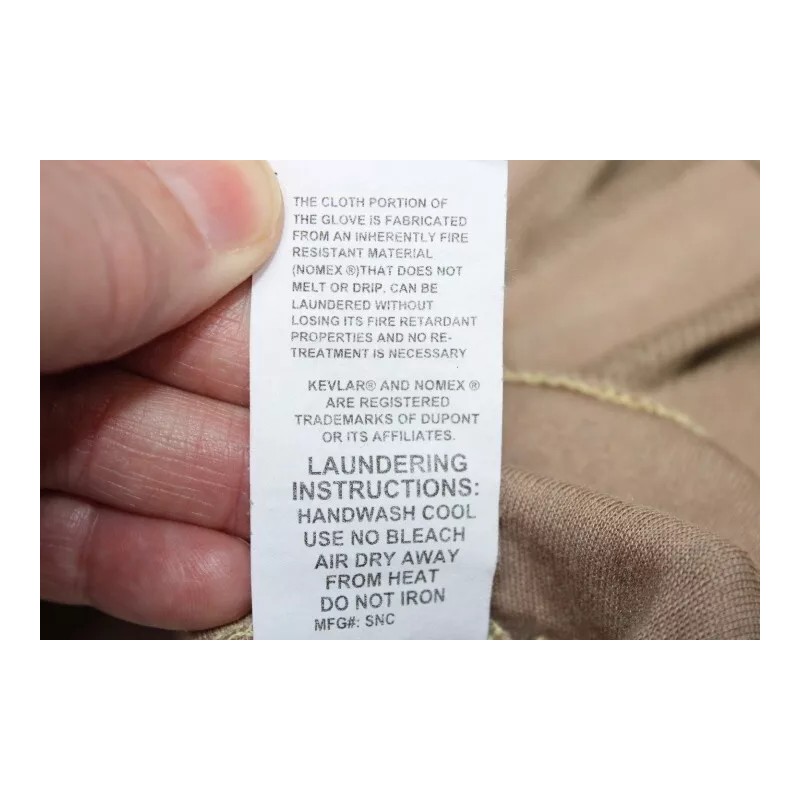 THE CLOTH PORTION OF
THE GLOVE IS FABRICATED
FROM AN INHERENTLY FIRE
RESISTANT MATERIAL
(NOMEX ®)THAT DOES NOT
MELT OR DRIP. CAN BE
LAUNDERED WITHOUT
LOSING ITS FIRE RETARDANT
PROPERTIES AND NO RE-
TREATMENT IS NECESSARY
KEVLAR® AND NOMEX ®
ARE REGISTERED
TRADEMARKS OF DUPONT
OR ITS AFFILIATES.
LAUNDERING
INSTRUCTIONS:
HANDWASH COOL
USE NO BLEACH
AIR DRY AWAY
FROM HEAT
DO NOT IRON
MFG#: SNC